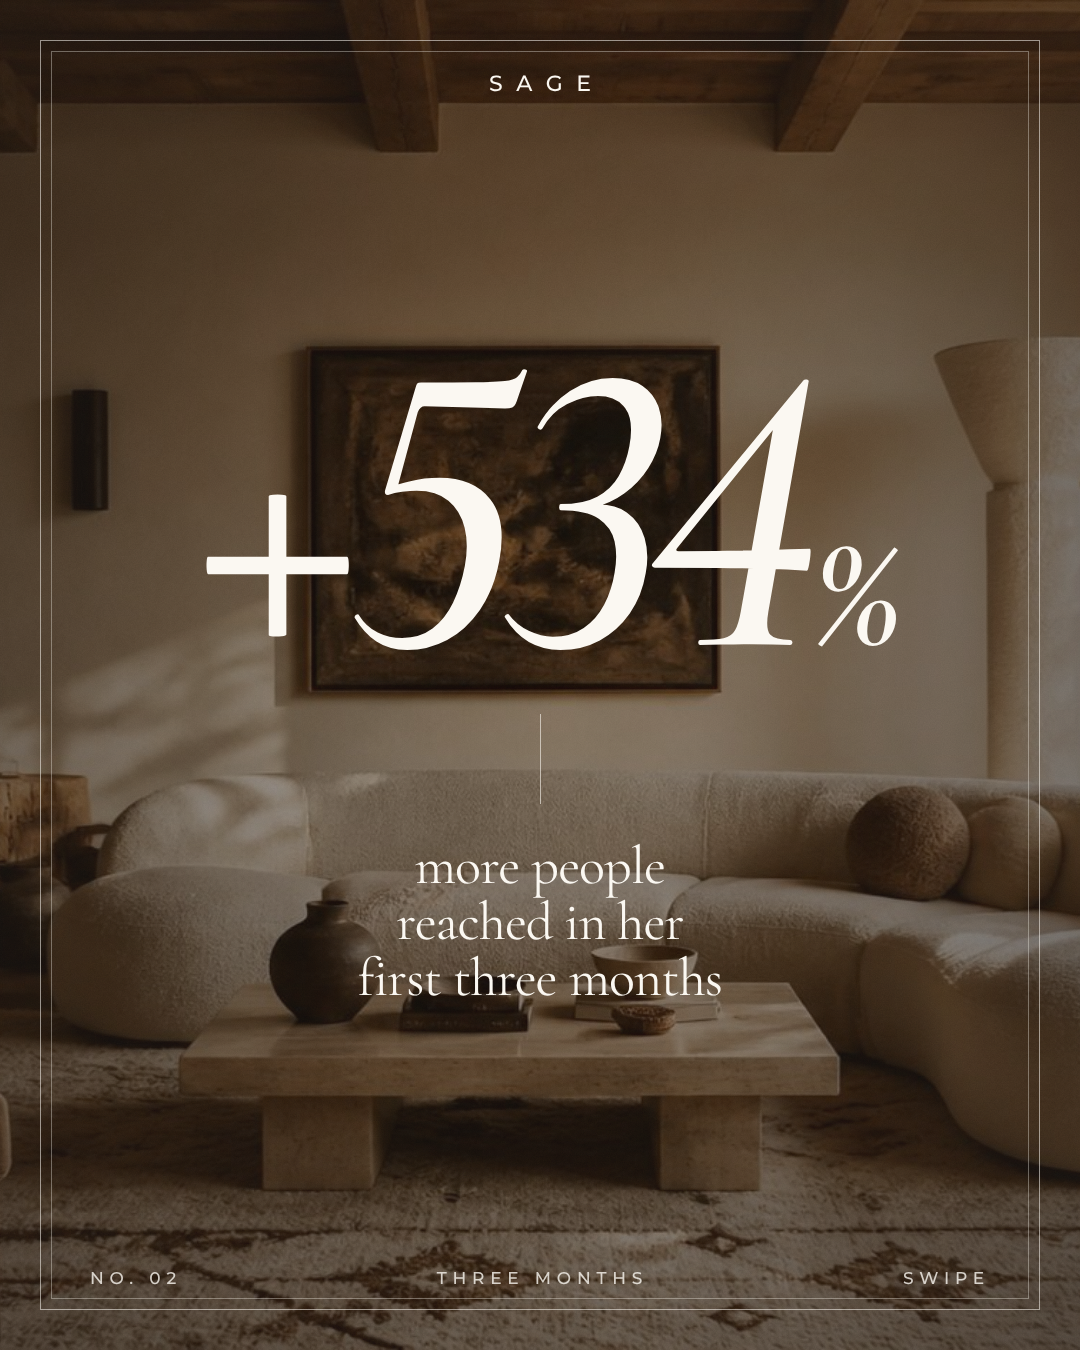 SAGE
+534%
more people
reached in her
first three months
NO. 02
THREE MONTHS
SWIPE